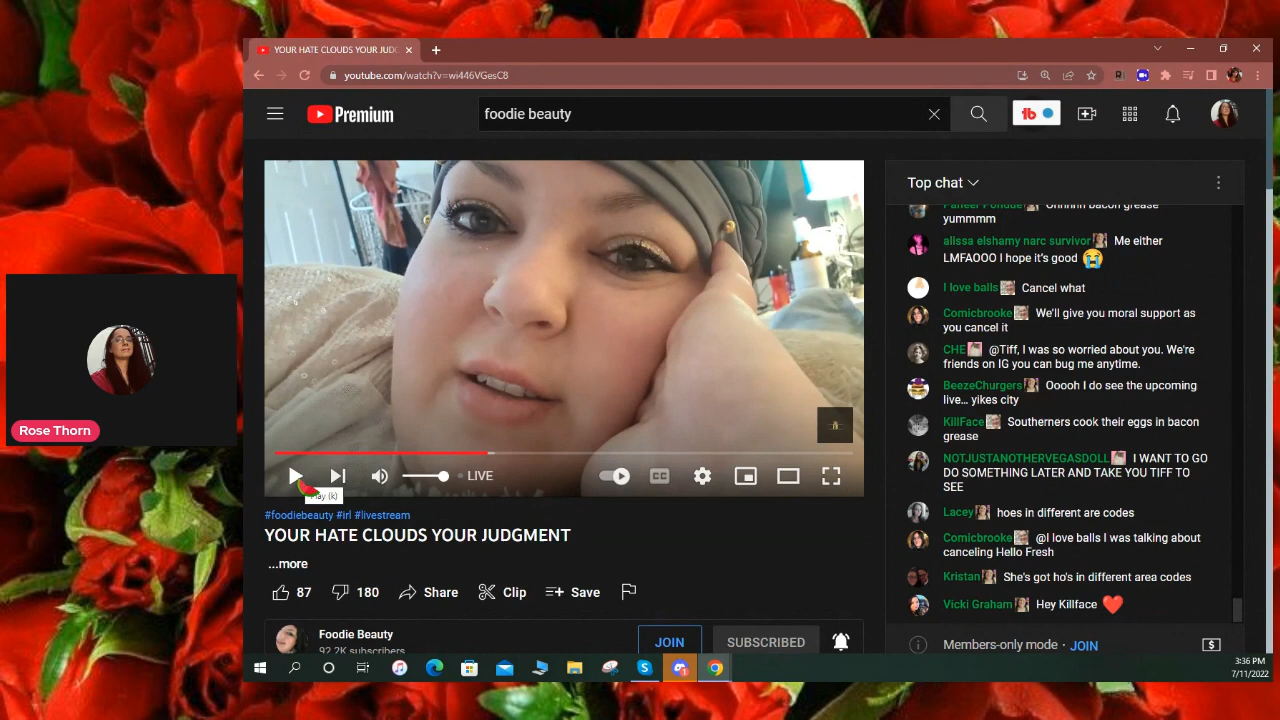 YOUR HATE CLOUDS YOUR JUDG
youtube.com/watch?v=wi446VGesC8
Premium
foodie beauty
Top chat
bacon grease
yummmm
alissa elshamy narc survivor Me either
LMFAOOO I hope it's good 😭
I love balls Cancel what
Comicbrooke We'll give you moral support as
you cancel it
CHE @Tiff, I was so worried about you. We're
friends on IG you can bug me anytime.
BeezeChurgers Ooooh I do see the upcoming
live... yikes city
KillFace Southerners cook their eggs in bacon
grease
NOTJUSTANOTHERVEGASDOLL I WANT TO GO
DO SOMETHING LATER AND TAKE YOU TIFF TO
SEE
Lacey hoes in different are codes
Comicbrooke @I love balls I was talking about
canceling Hello Fresh
Kristan She's got ho's in different area codes
Vicki Graham Hey Killface ❤️
Members-only mode · JOIN
Rose Thorn
LIVE
CC
Play (k)
#foodiebeauty #irl #livestream
YOUR HATE CLOUDS YOUR JUDGMENT
...more
87 180 Share Clip Save
Foodie Beauty
92.2K subscribers
JOIN
SUBSCRIBED
3:36 PM
7/11/2022